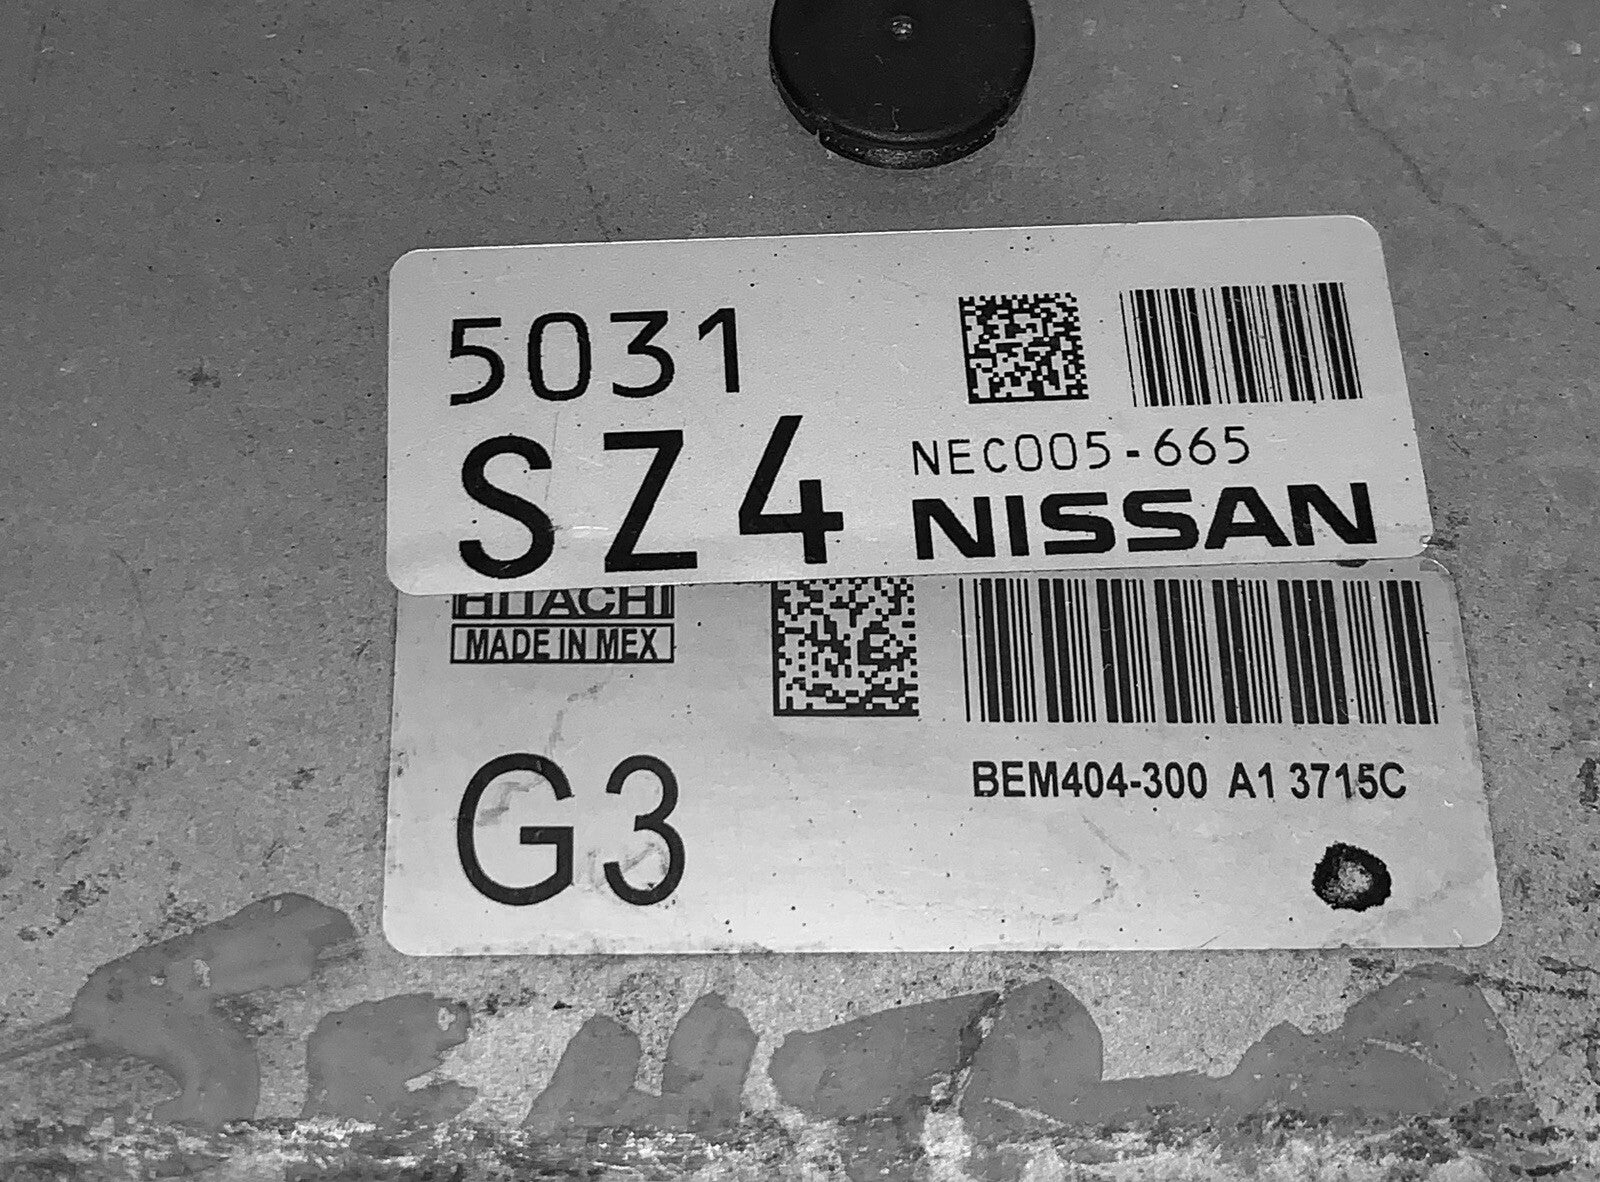 5031
SZ4
NEC005-665
NISSAN
HITACHI
MADE IN MEX
G3
BEM404-300 A1 3715C